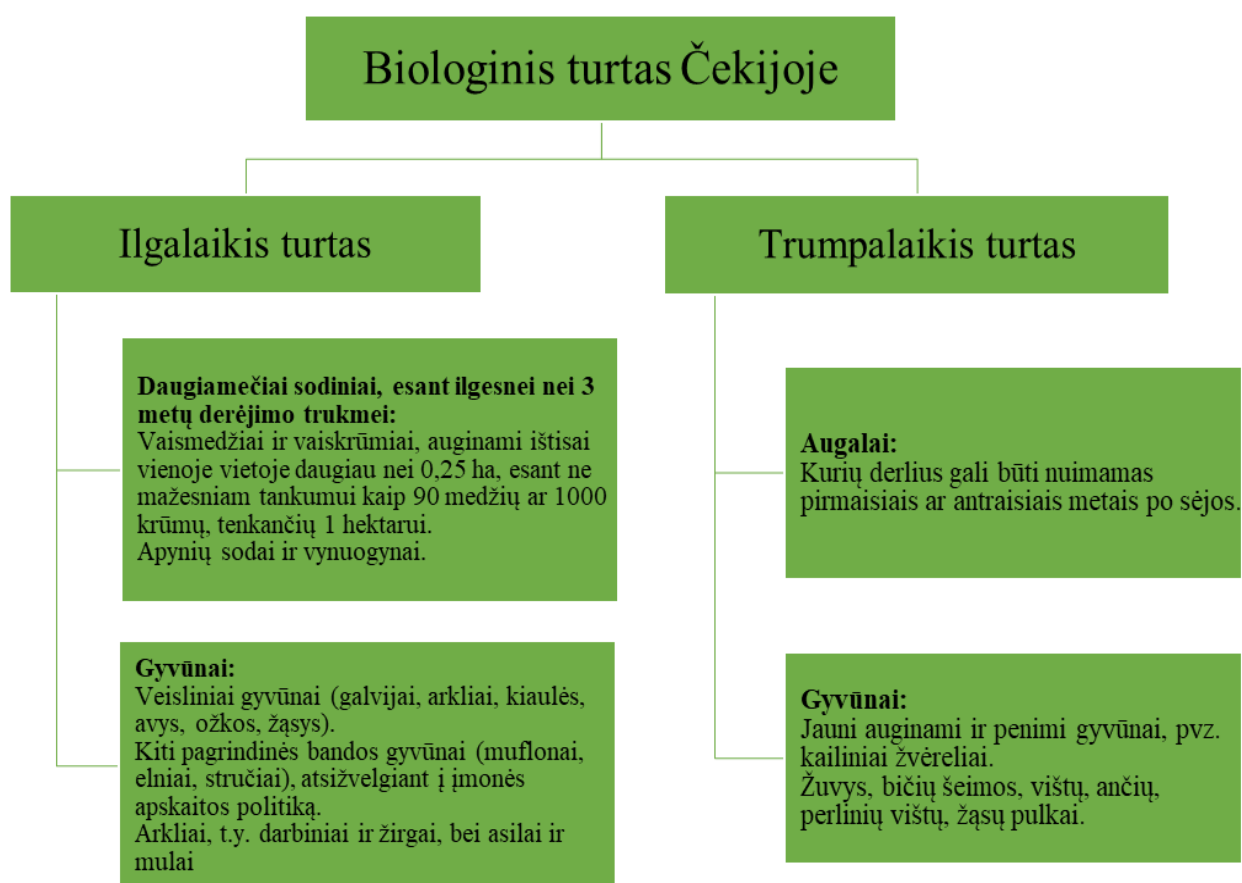 Biologinis turtas Čekijoje
Ilgalaikis turtas
Trumpalaikis turtas
Daugiamečiai sodiniai, esant ilgesnei nei 3
metų derėjimo trukmei:
Vaismedžiai ir vaiskrūmiai, auginami ištisai
vienoje vietoje daugiau nei 0,25 ha, esant ne
mažesniam tankumui kaip 90 medžių ar 1000
krūmų, tenkančių 1 hektarui.
Apynių sodai ir vynuogynai.
Augalai:
Kurių derlius gali būti nuimamas
pirmaisiais ar antraisiais metais po sėjos.
Gyvūnai:
Veisliniai gyvūnai (galvijai, arkliai, kiaulės,
avys, ožkos, žąsys).
Kiti pagrindinės bandos gyvūnai (muflonai,
elniai, stručiai), atsižvelgiant į įmonės
apskaitos politiką.
Arkliai, t.y. darbiniai ir žirgai, bei asilai ir
mulai
Gyvūnai:
Jauni auginami ir penimi gyvūnai, pvz.
kailiniai žvėreliai.
Žuvys, bičių šeimos, vištų, ančių,
perlinių vištų, žąsų pulkai.